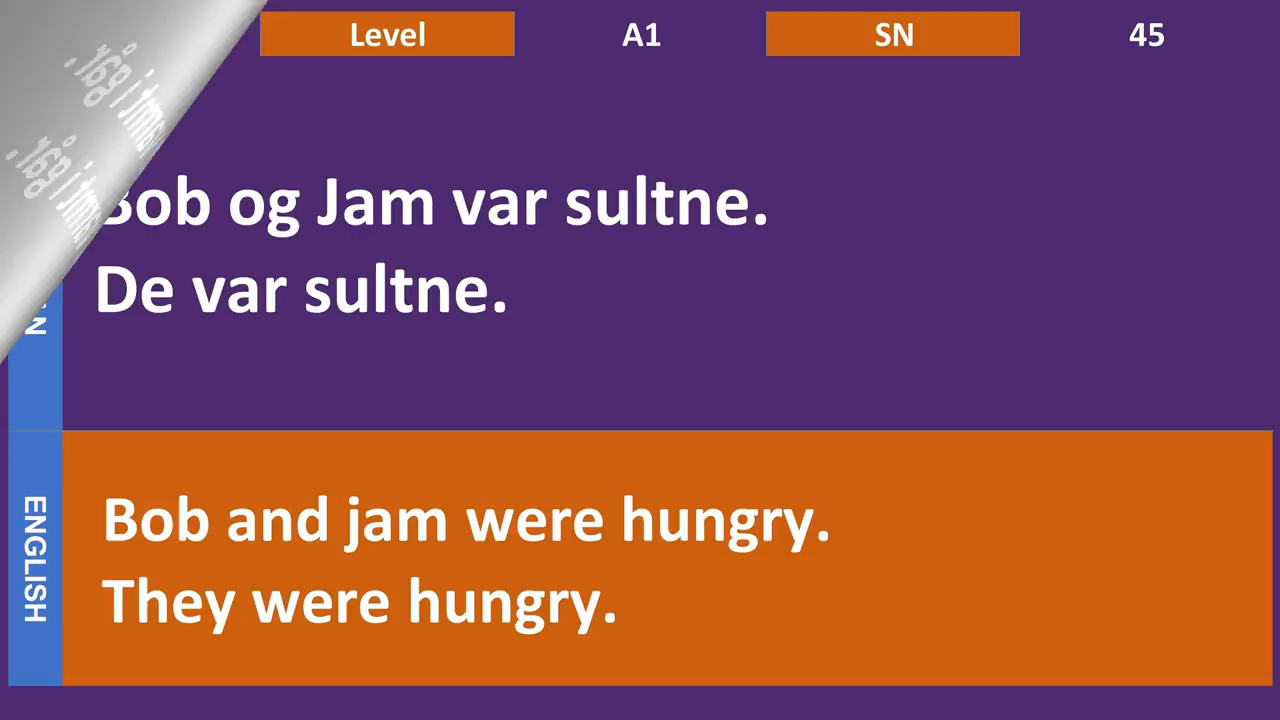 Level A1 SN 45
Bob og Jam var sultne.
De var sultne.
Bob and jam were hungry.
They were hungry.
ENGLISH